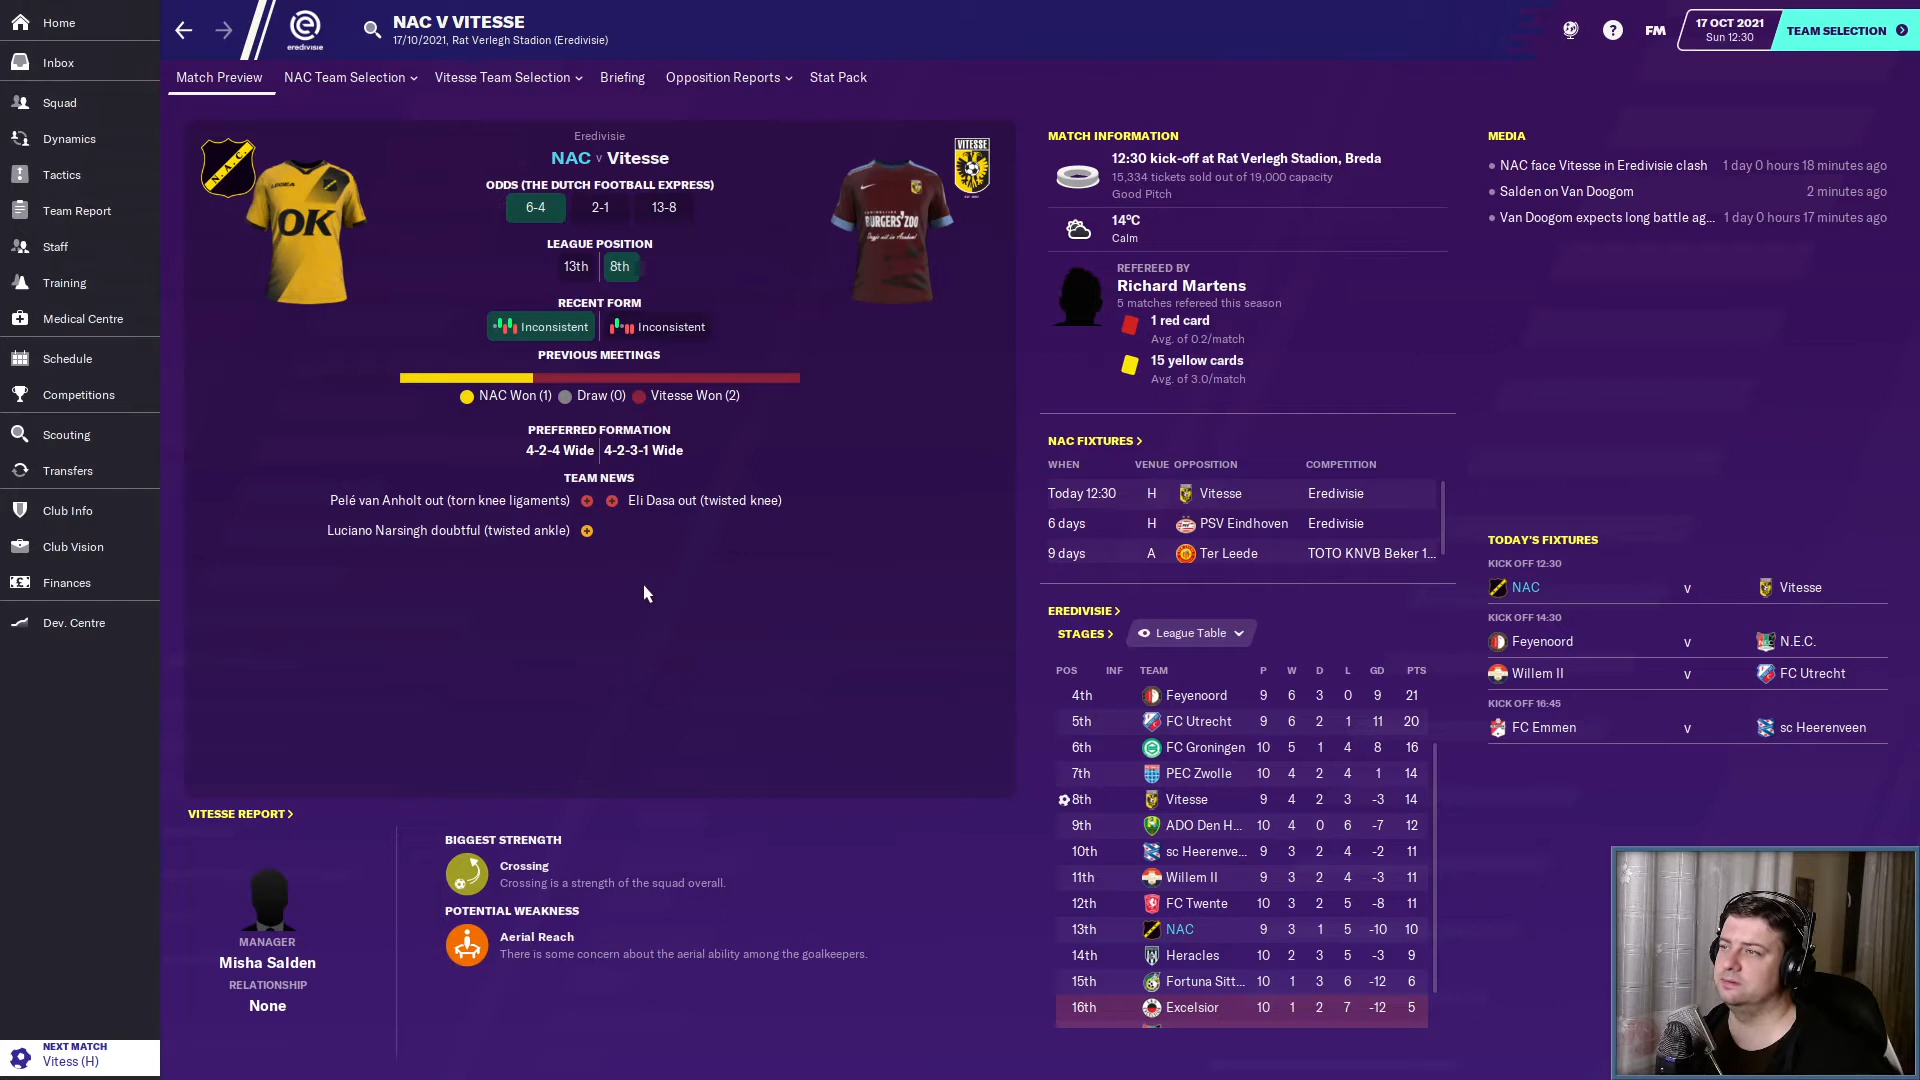 Home
Inbox
Squad
Dynamics
Tactics
Team Report
Staff
Training
Medical Centre
Schedule
Competitions
Scouting
Transfers
Club Info
Club Vision
Finances
Dev. Centre
NEXT MATCH
Vitess (H)
eredivisie
NAC V VITESSE
17/10/2021, Rat Verlegh Stadion (Eredivisie)
FM
17 OCT 2021
Sun 12:30
TEAM SELECTION
Match Preview NAC Team Selection Vitesse Team Selection Briefing Opposition Reports Stat Pack
Eredivisie
NAC v Vitesse
ODDS (THE DUTCH FOOTBALL EXPRESS)
6-4 2-1 13-8
LEAGUE POSITION
13th 8th
RECENT FORM
Inconsistent Inconsistent
PREVIOUS MEETINGS
NAC Won (1) Draw (0) Vitesse Won (2)
PREFERRED FORMATION
4-2-4 Wide 4-2-3-1 Wide
TEAM NEWS
Pelé van Anholt out (torn knee ligaments) Eli Dasa out (twisted knee)
Luciano Narsingh doubtful (twisted ankle)
N.A.C.
OK
VITESSE
BURGERS' ZOO
VITESSE REPORT
MANAGER
Misha Salden
RELATIONSHIP
None
BIGGEST STRENGTH
Crossing
Crossing is a strength of the squad overall.
POTENTIAL WEAKNESS
Aerial Reach
There is some concern about the aerial ability among the goalkeepers.
MATCH INFORMATION
12:30 kick-off at Rat Verlegh Stadion, Breda
15,334 tickets sold out of 19,000 capacity
Good Pitch
14°C
Calm
REFEREED BY
Richard Martens
5 matches refereed this season
1 red card
Avg. of 0.2/match
15 yellow cards
Avg. of 3.0/match
NAC FIXTURES
WHEN VENUE OPPOSITION COMPETITION
Today 12:30 H Vitesse Eredivisie
6 days H PSV Eindhoven Eredivisie
9 days A Ter Leede TOTO KNVB Beker 1...
EREDIVISIE
STAGES League Table
POS INF TEAM P W D L GD PTS
4th Feyenoord 9 6 3 0 9 21
5th FC Utrecht 9 6 2 1 11 20
6th FC Groningen 10 5 1 4 8 16
7th PEC Zwolle 10 4 2 4 1 14
8th Vitesse 9 4 2 3 -3 14
9th ADO Den H... 10 4 0 6 -7 12
10th sc Heerenve... 9 3 2 4 -2 11
11th Willem II 9 3 2 4 -3 11
12th FC Twente 10 3 2 5 -8 11
13th NAC 9 3 1 5 -10 10
14th Heracles 10 2 3 5 -3 9
15th Fortuna Sitt... 10 1 3 6 -12 6
16th Excelsior 10 1 2 7 -12 5
MEDIA
NAC face Vitesse in Eredivisie clash 1 day 0 hours 18 minutes ago
Salden on Van Doogom 2 minutes ago
Van Doogom expects long battle ag... 1 day 0 hours 17 minutes ago
TODAY'S FIXTURES
KICK OFF 12:30
NAC v Vitesse
KICK OFF 14:30
Feyenoord v N.E.C.
Willem II v FC Utrecht
KICK OFF 16:45
FC Emmen v sc Heerenveen